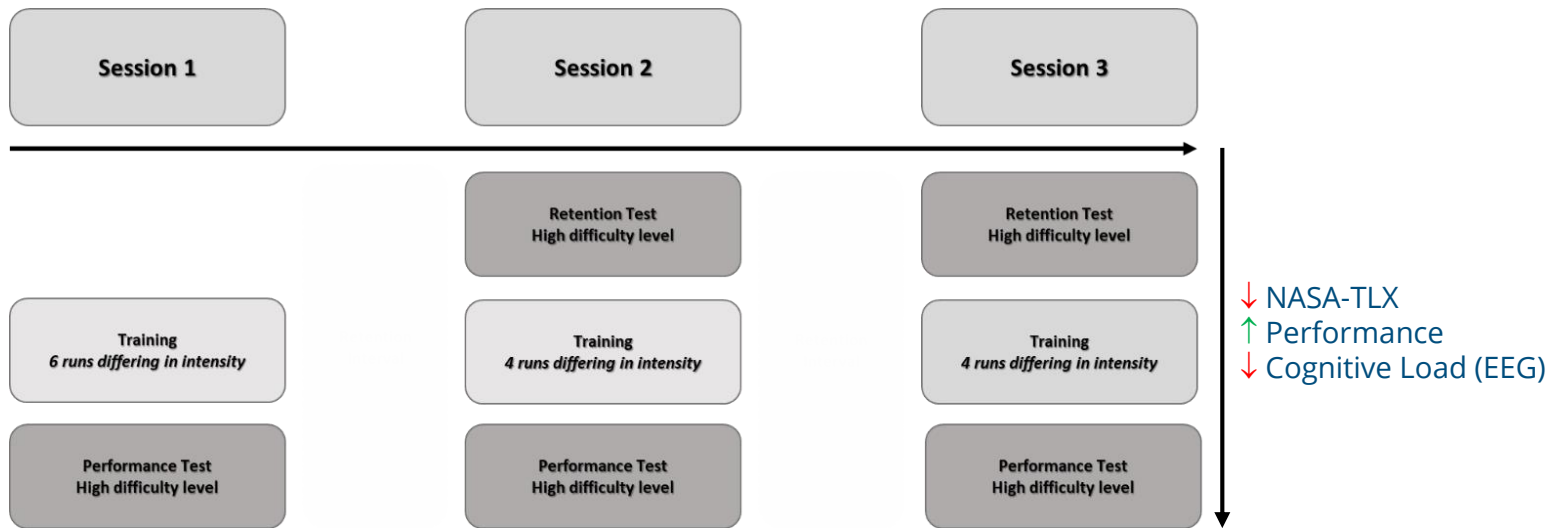 Session 1
Session 2
Session 3
Retention Test
High difficulty level
Retention Test
High difficulty level
Training
6 runs differing in intensity
Training
4 runs differing in intensity
Training
4 runs differing in intensity
↓ NASA-TLX
↑ Performance
↓ Cognitive Load (EEG)
Performance Test
High difficulty level
Performance Test
High difficulty level
Performance Test
High difficulty level